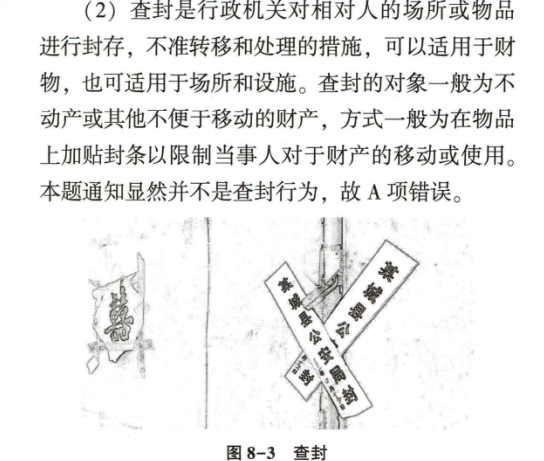 （2）查封是行政机关对相对人的场所或物品
进行封存，不准转移和处理的措施，可以适用于财
物，也可适用于场所和设施。查封的对象一般为不
动产或其他不便于移动的财产，方式一般为在物品
上加贴封条以限制当事人对于财产的移动或使用。
本题通知显然并不是查封行为，故 A 项错误。
囍
某城县公安局封
某城县公
封
图 8-3 查封